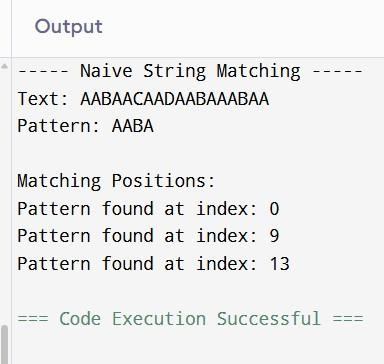 Output
----- Naive String Matching -----
Text: AABAACAADAABAAABAA
Pattern: AABA
Matching Positions:
Pattern found at index: 0
Pattern found at index: 9
Pattern found at index: 13
=== Code Execution Successful ===